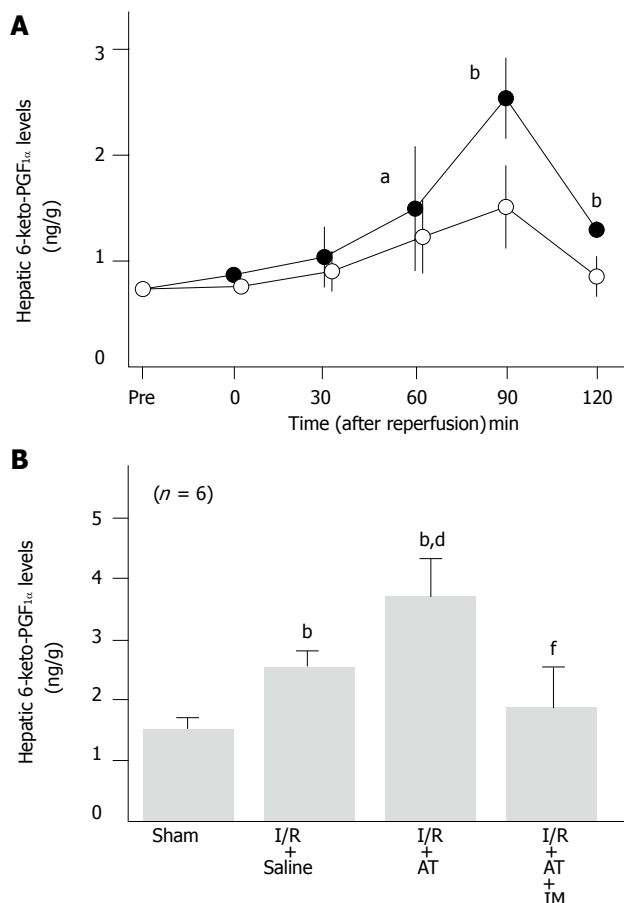 A
3
2
1
0
Hepatic 6-keto-PGF1α levels
(ng/g)
a
b
b
Pre 0 30 60 90 120
Time (after reperfusion) min
B
(n = 6)
5
4
3
2
1
0
Hepatic 6-keto-PGF1α levels
(ng/g)
b
b,d
f
Sham
I/R
+
Saline
I/R
+
AT
I/R
+
AT
+
IM